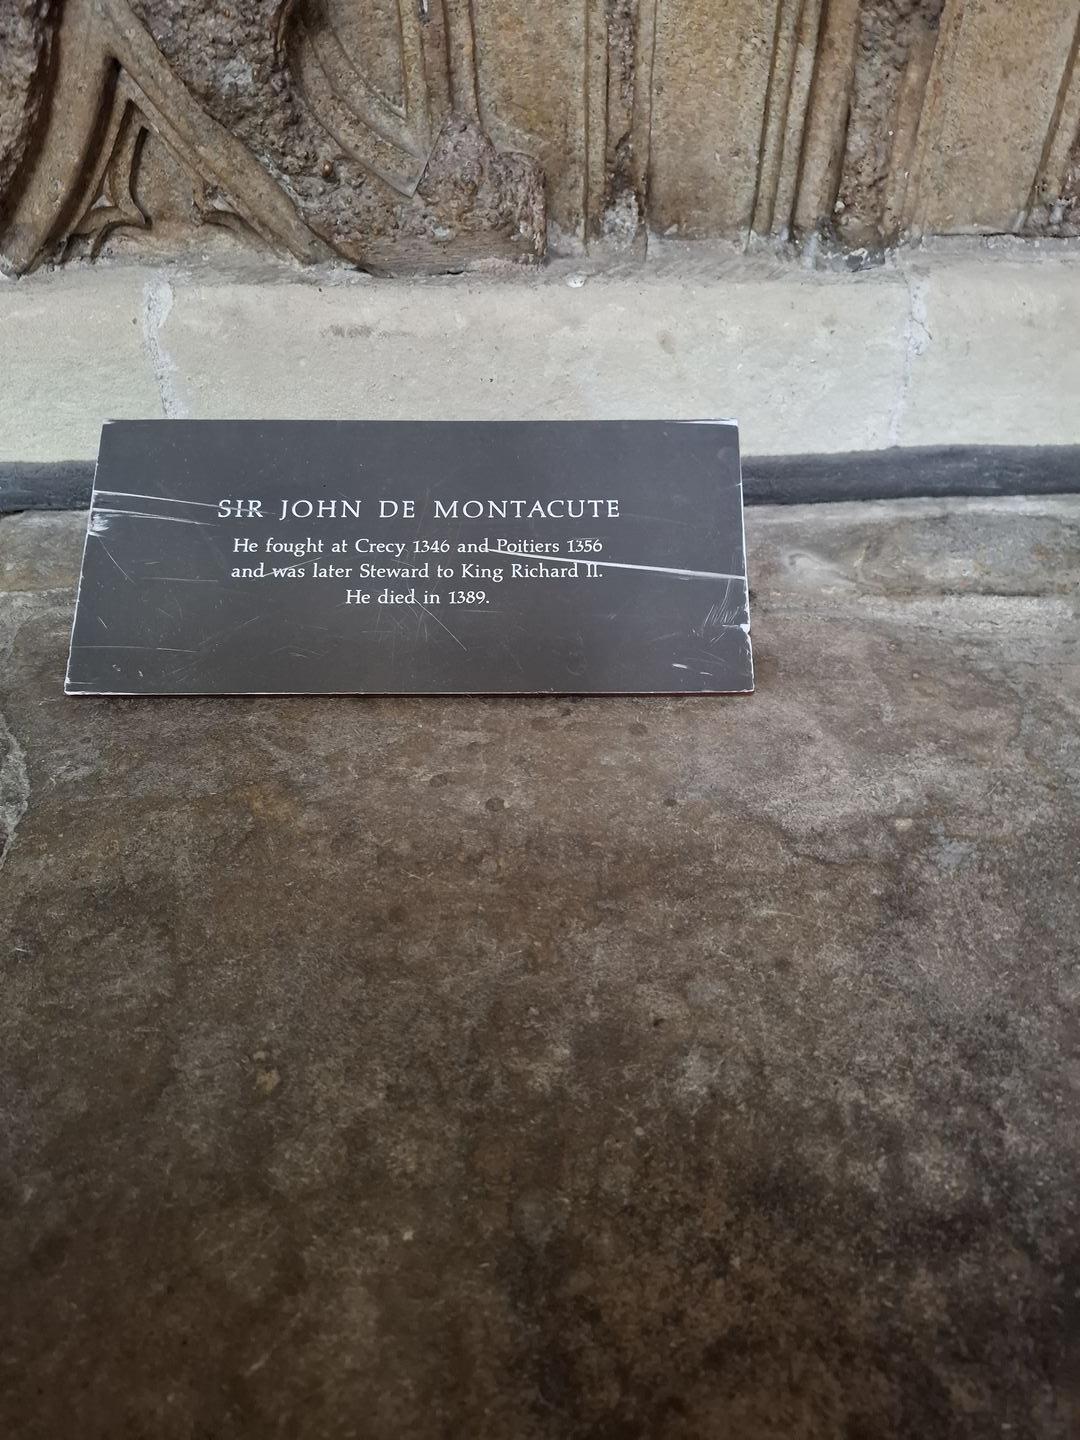 SIR JOHN DE MONTACUTE
He fought at Crecy 1346 and Poitiers 1356
and was later Steward to King Richard II.
He died in 1389.